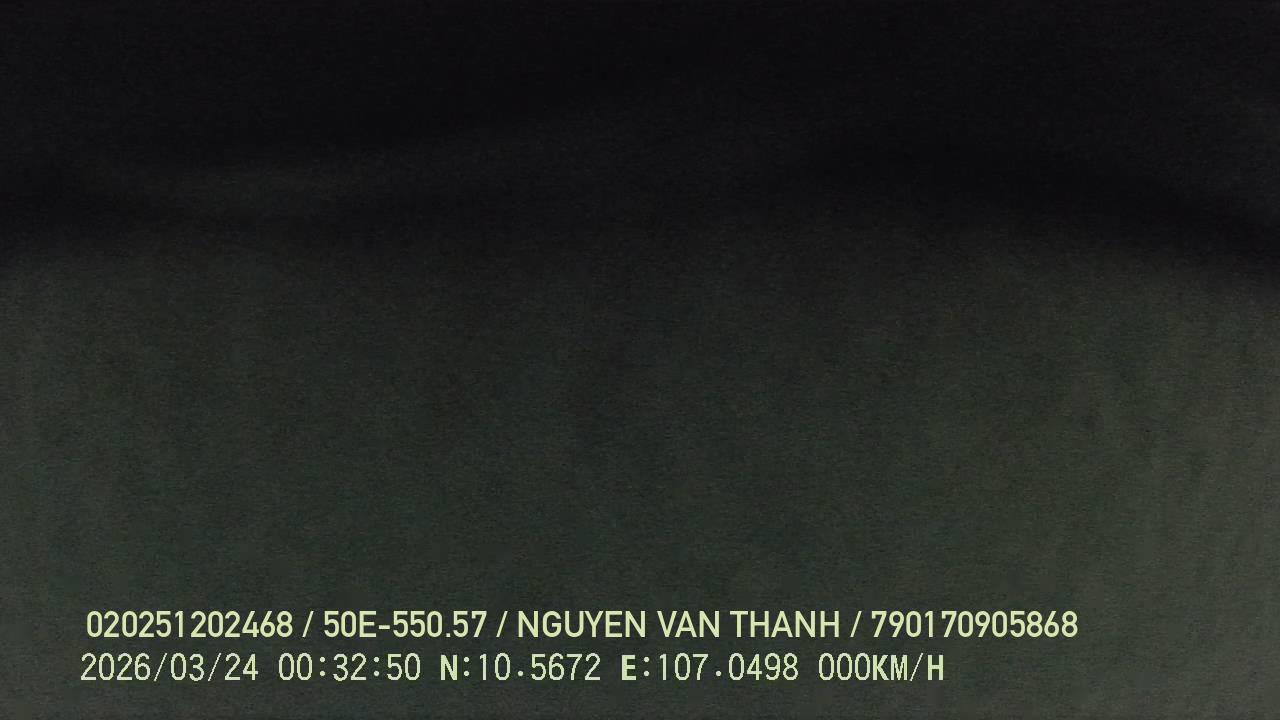 020251202468 / 50E-550.57 / NGUYEN VAN THANH / 790170905868
2026/03/24 00:32:50 N:10.5672 E:107.0498 000KM/H